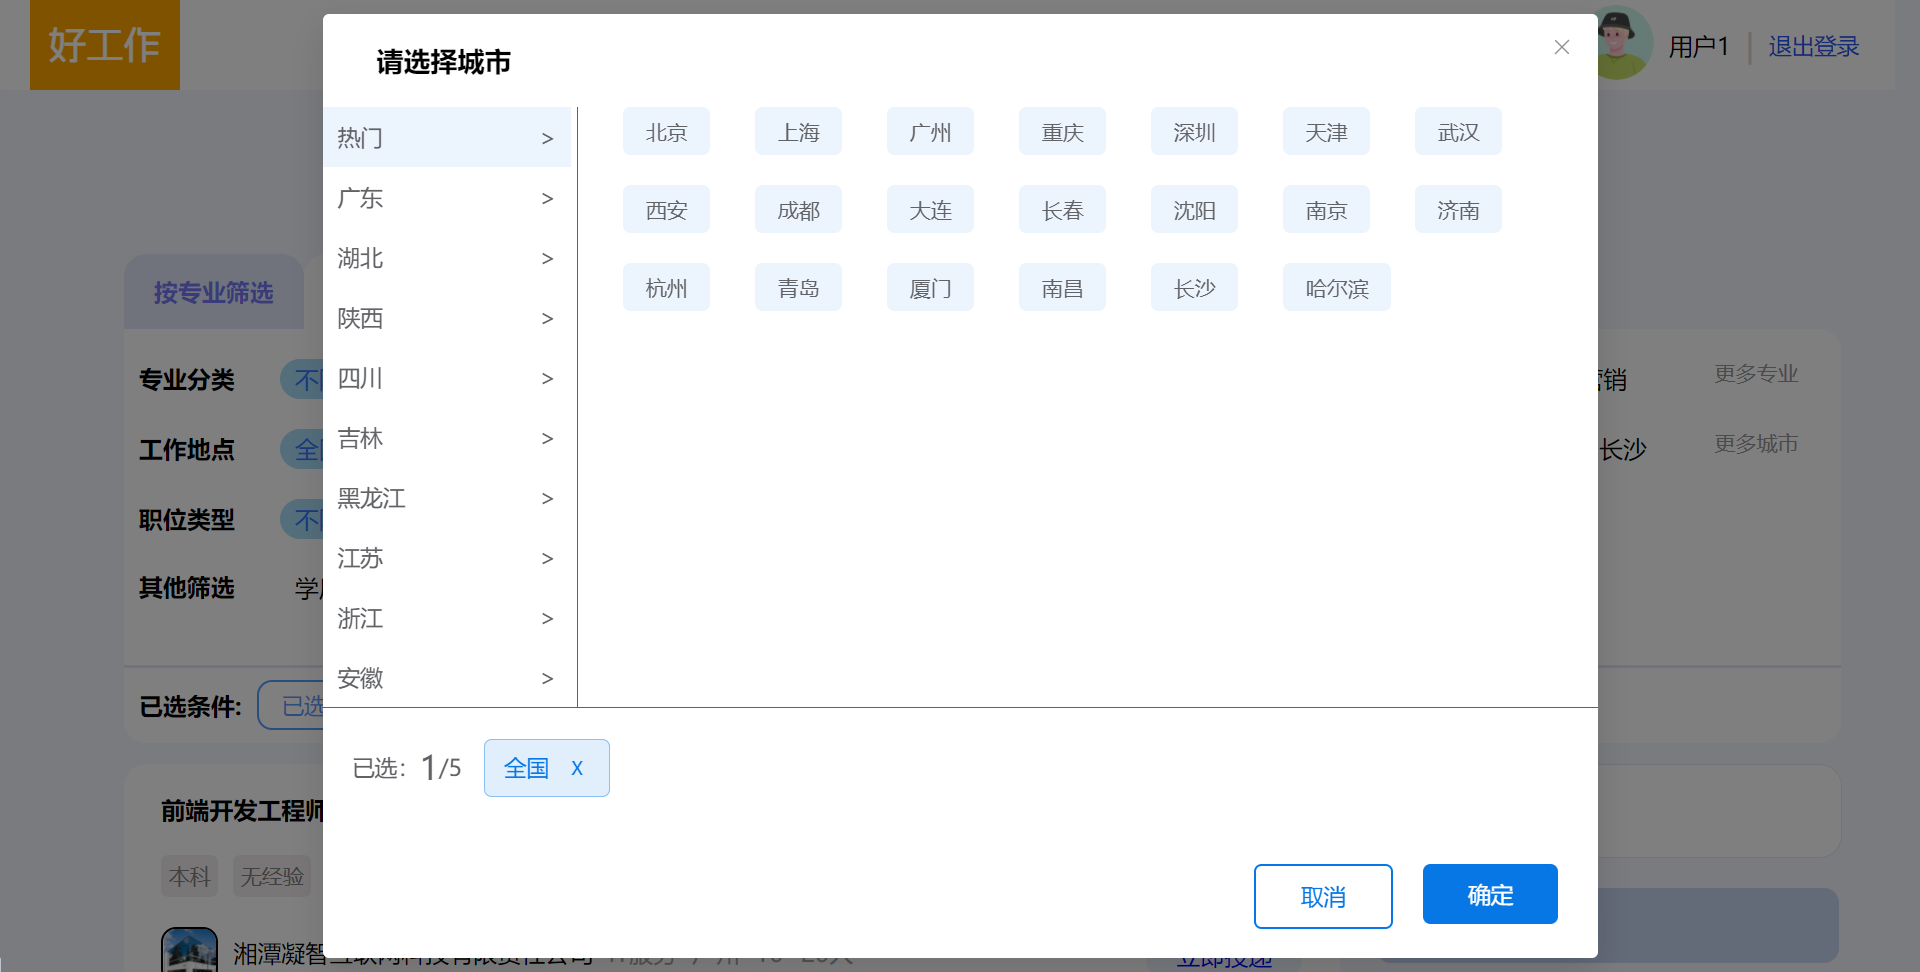 好工作
用户1
退出登录
请选择城市
热门 >
广东 >
湖北 >
陕西 >
四川 >
吉林 >
黑龙江 >
江苏 >
浙江 >
安徽 >
北京 上海 广州 重庆 深圳 天津 武汉
西安 成都 大连 长春 沈阳 南京 济南
杭州 青岛 厦门 南昌 长沙 哈尔滨
已选： 1/5 全国 X
取消 确定
按专业筛选
专业分类 不 销 更多专业
工作地点 全 长沙 更多城市
职位类型 不
其他筛选 学
已选条件: 已选
前端开发工程师
本科 无经验
湘潭凝智
立即投递